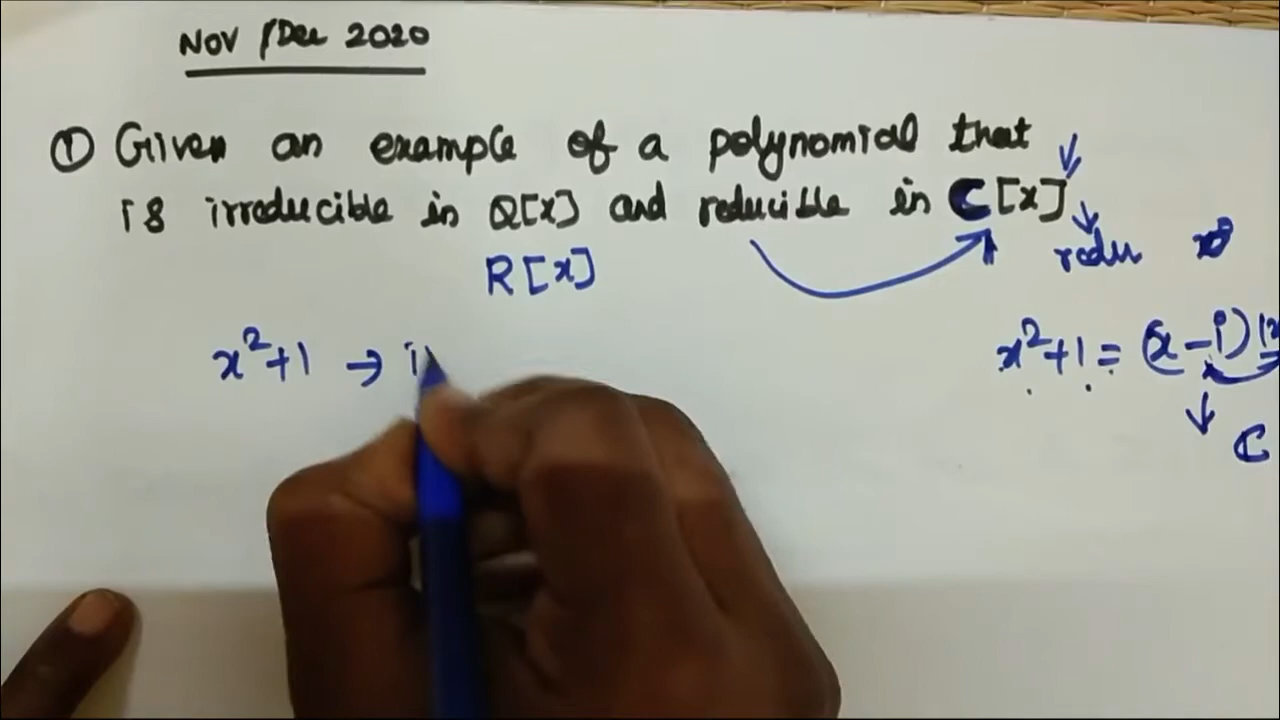 Nov / Dec 2020
① Given an example of a polynomial that
is irreducible in Q[x] and reducible in C[x]
redu
R[x]
x²+1 → i
x²+1 = (x-i)(x
C